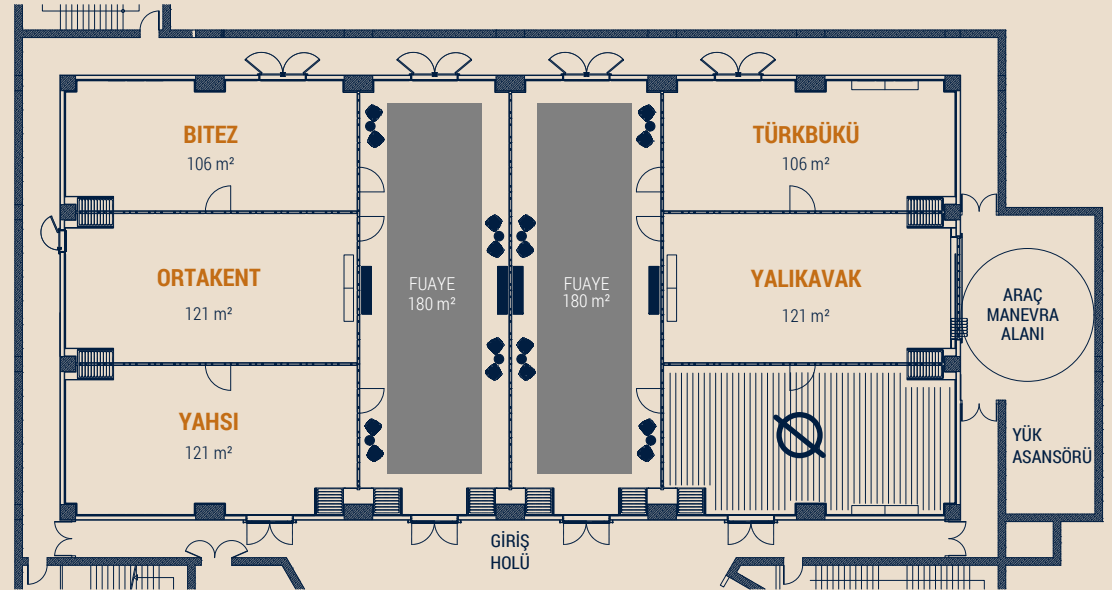 BITEZ
106 m²
TÜRKBÜKÜ
106 m²
ORTAKENT
121 m²
FUAYE
180 m²
FUAYE
180 m²
YALIKAVAK
121 m²
ARAÇ
MANEVRA
ALANI
YAHSI
121 m²
YÜK
ASANSÖRÜ
GİRİŞ
HOLÜ